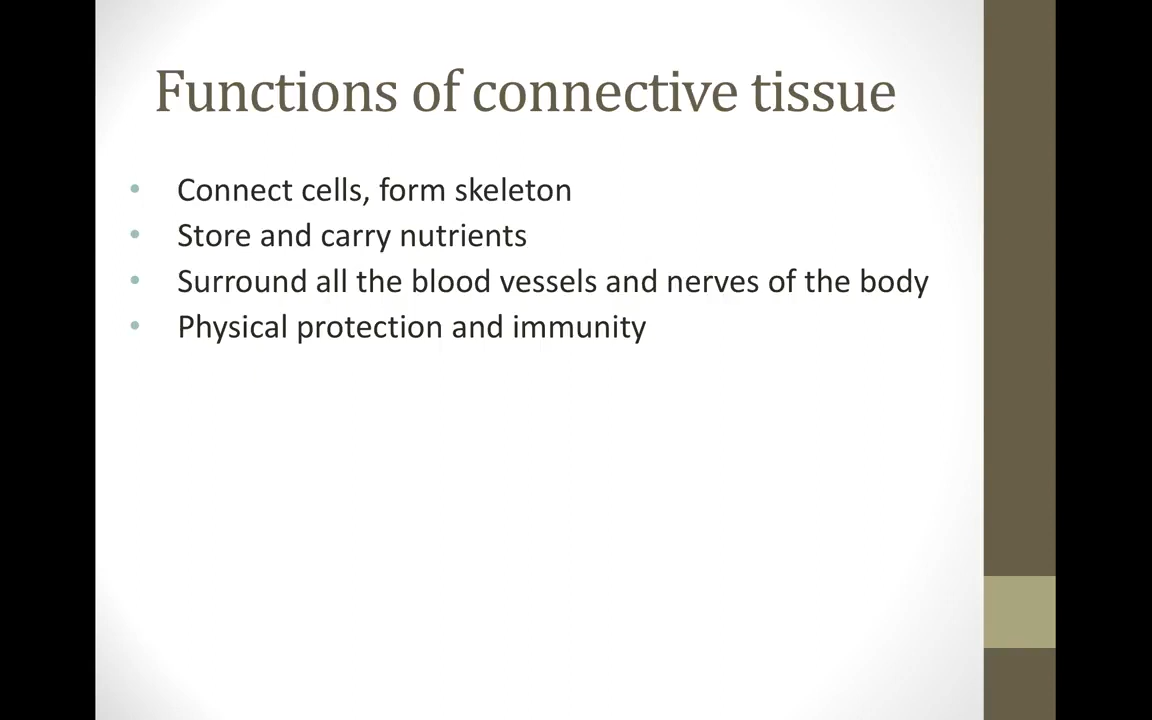 Functions of connective tissue
• Connect cells, form skeleton
• Store and carry nutrients
• Surround all the blood vessels and nerves of the body
• Physical protection and immunity